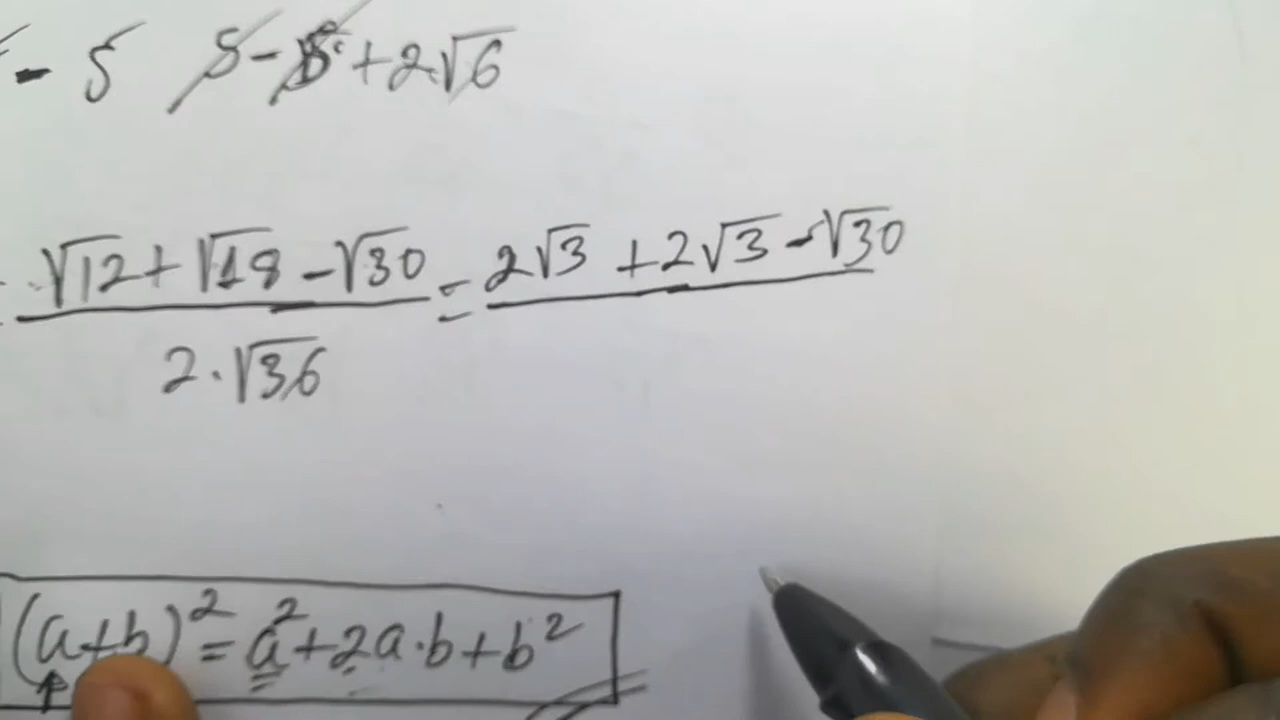 - 5 5 - 5 + 2√6
√12 + √18 - √30 = 2√3 + 2√3 - √30
2 · √36
(a+b)² = a² + 2a·b + b²